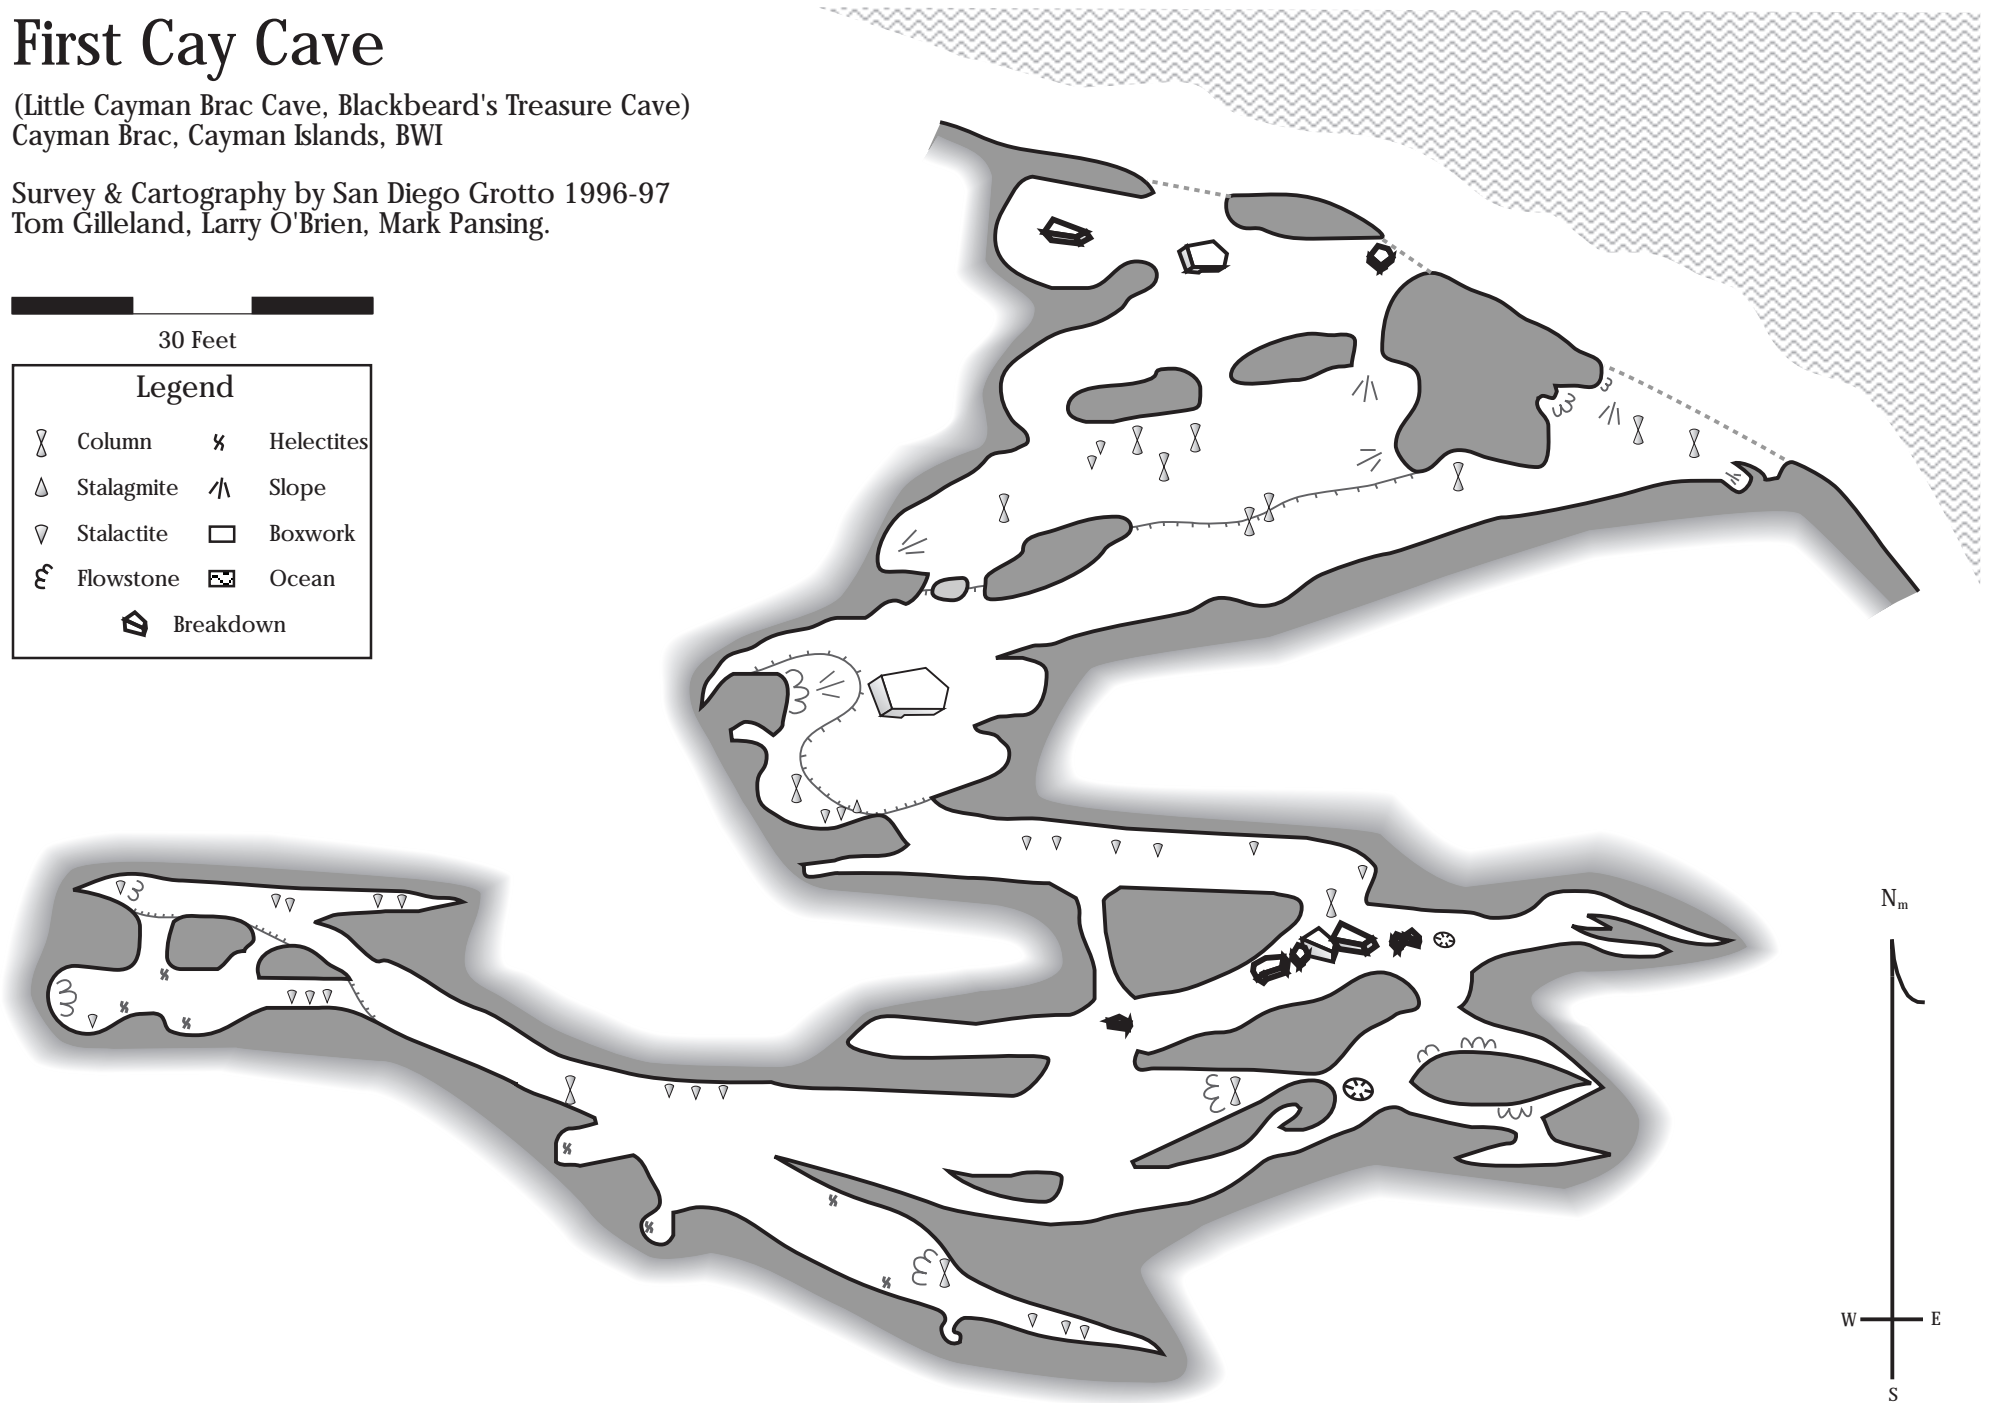 First Cay Cave
(Little Cayman Brac Cave, Blackbeard's Treasure Cave)
Cayman Brac, Cayman Islands, BWI
Survey & Cartography by San Diego Grotto 1996-97
Tom Gilleland, Larry O'Brien, Mark Pansing.
30 Feet
Legend
Column Helectites
Stalagmite Slope
Stalactite Boxwork
Flowstone Ocean
Breakdown
Nm
W E
S